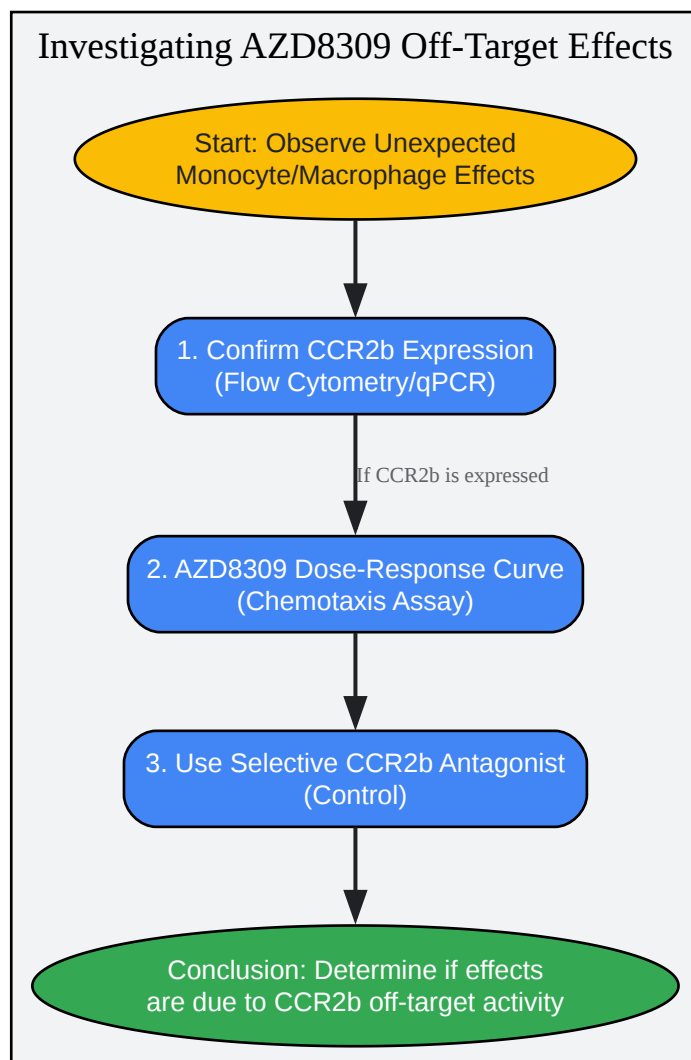 Investigating AZD8309 Off-Target Effects
Start: Observe Unexpected
Monocyte/Macrophage Effects
1. Confirm CCR2b Expression
(Flow Cytometry/qPCR)
If CCR2b is expressed
2. AZD8309 Dose-Response Curve
(Chemotaxis Assay)
3. Use Selective CCR2b Antagonist
(Control)
Conclusion: Determine if effects
are due to CCR2b off-target activity